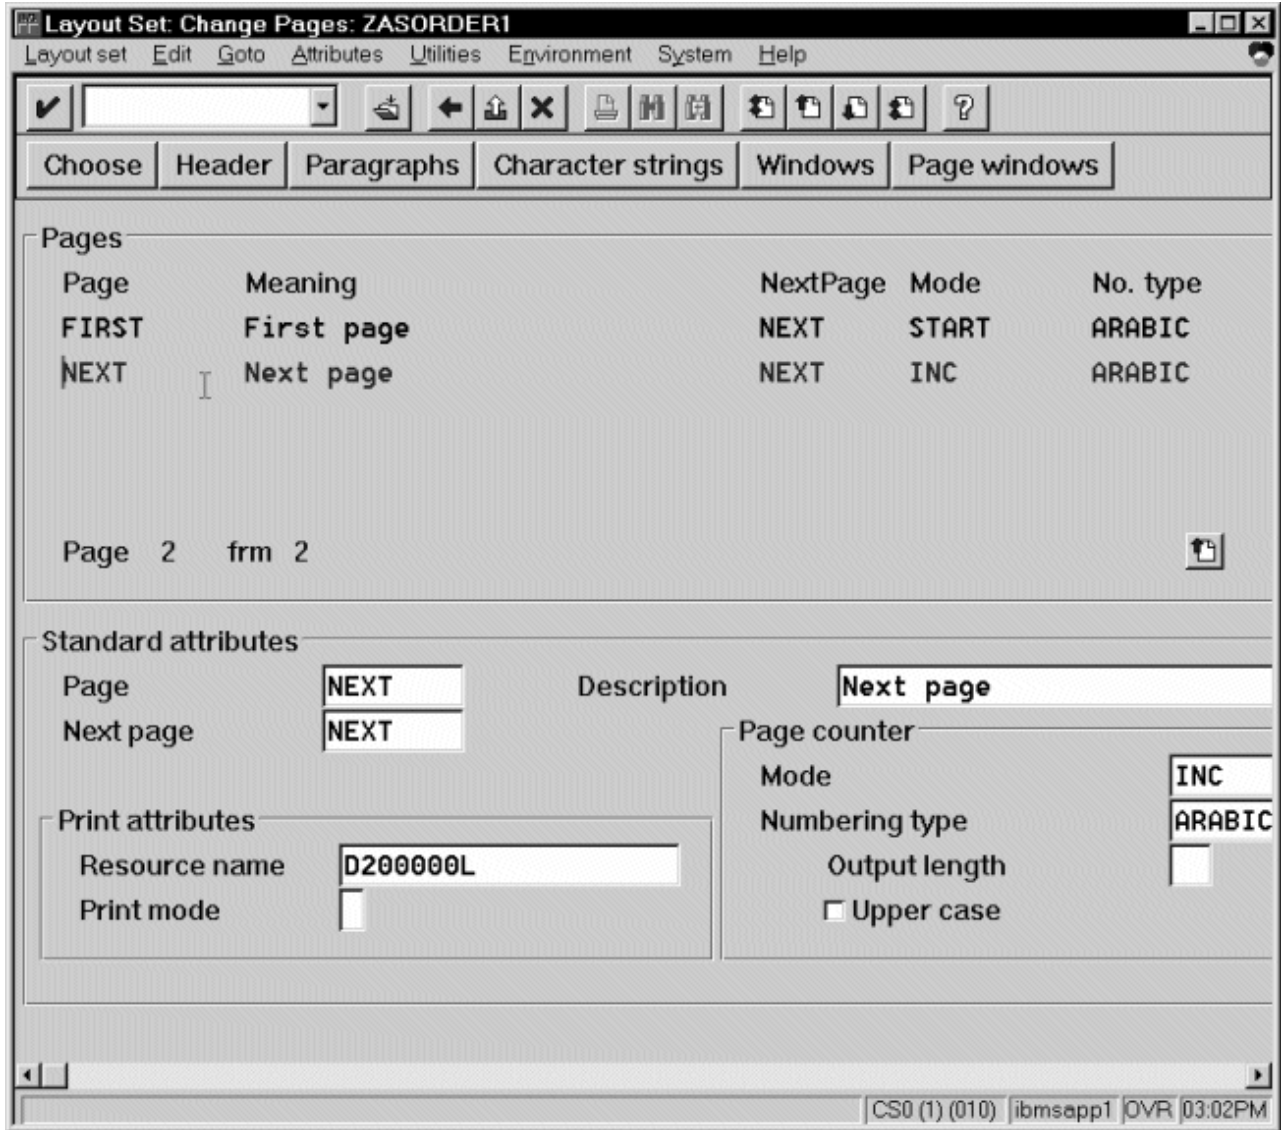 Layout Set: Change Pages: ZASORDER1
Layout set Edit Goto Attributes Utilities Environment System Help
Choose Header Paragraphs Character strings Windows Page windows
Pages
Page Meaning NextPage Mode No. type
FIRST First page NEXT START ARABIC
NEXT Next page NEXT INC ARABIC
Page 2 frm 2
Standard attributes
Page NEXT Description Next page
Next page NEXT
Page counter
Mode INC
Print attributes
Numbering type ARABIC
Resource name D200000L
Output length
Print mode
Upper case
CS0 (1) (010) ibmsapp1 OVR 03:02PM